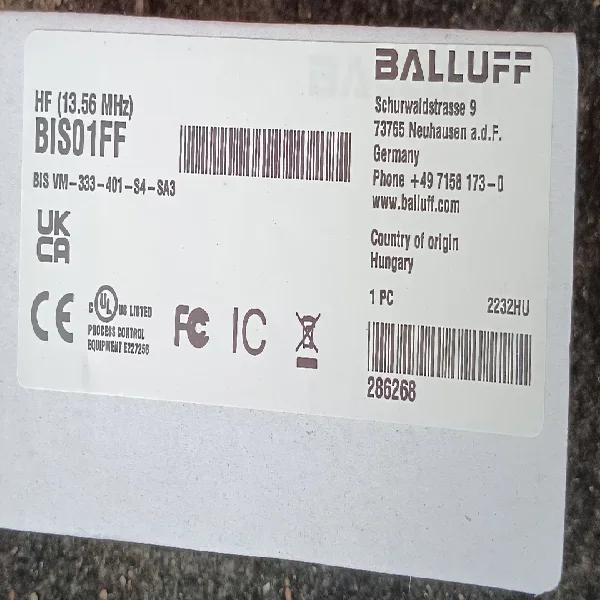 HF (13.56 MHz)
BIS01FF
BIS VM-333-401-S4-SA3
UK
CA
CE
C UL US LISTED
PROCESS CONTROL
EQUIPMENT E227256
FC
IC
BALLUFF
Schurwaldstrasse 9
73765 Neuhausen a.d.F.
Germany
Phone +49 7158 173-0
www.balluff.com
Country of origin
Hungary
1 PC
2232HU
286268